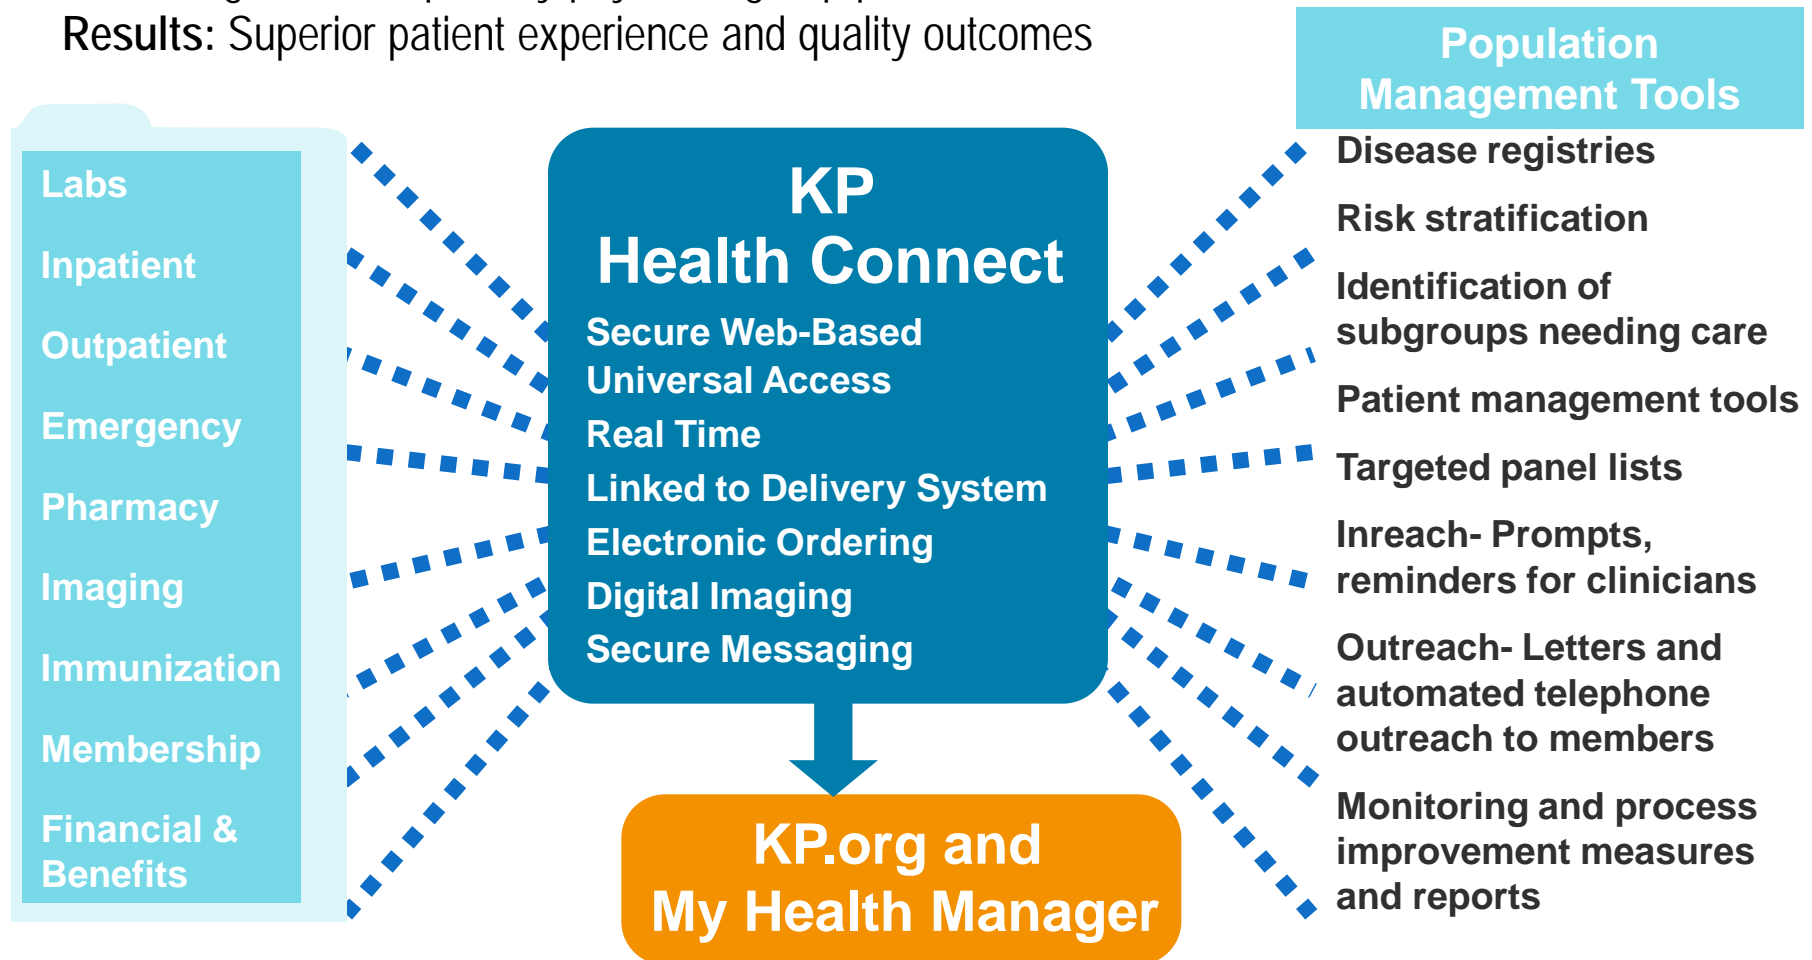 Results: Superior patient experience and quality outcomes
Population
Management Tools
Labs
Inpatient
Outpatient
Emergency
Pharmacy
Imaging
Immunization
Membership
Financial &
Benefits
KP
Health Connect
Secure Web-Based
Universal Access
Real Time
Linked to Delivery System
Electronic Ordering
Digital Imaging
Secure Messaging
KP.org and
My Health Manager
Disease registries
Risk stratification
Identification of
subgroups needing care
Patient management tools
Targeted panel lists
Inreach- Prompts,
reminders for clinicians
Outreach- Letters and
automated telephone
outreach to members
Monitoring and process
improvement measures
and reports